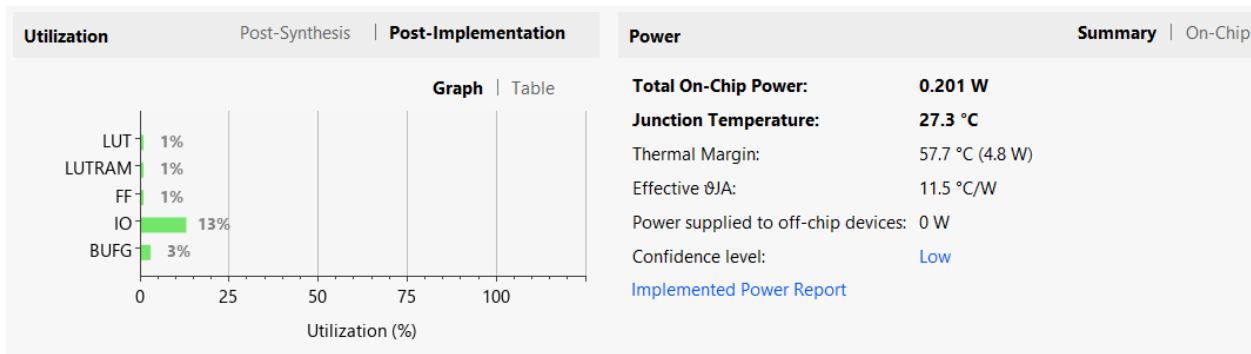 Utilization Post-Synthesis | Post-Implementation
Graph | Table
LUT 1%
LUTRAM 1%
FF 1%
IO 13%
BUFG 3%
0 25 50 75 100
Utilization (%)
Power Summary | On-Chip
Total On-Chip Power: 0.201 W
Junction Temperature: 27.3 °C
Thermal Margin: 57.7 °C (4.8 W)
Effective ϑJA: 11.5 °C/W
Power supplied to off-chip devices: 0 W
Confidence level: Low
Implemented Power Report